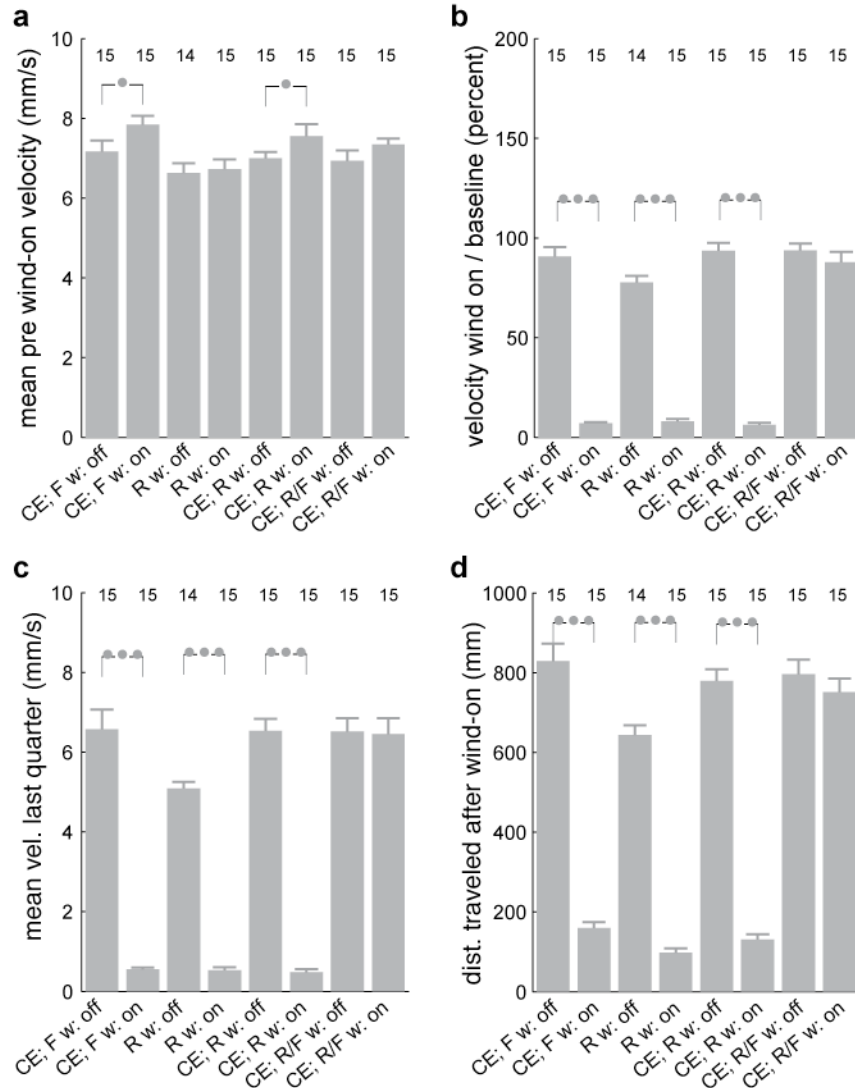 a
10
15 15 14 15 15 15 15 15
8
6
4
2
0
mean pre wind-on velocity (mm/s)
CE; F w: off
CE; F w: on
R w: off
R w: on
CE; R w: off
CE; R w: on
CE; R/F w: off
CE; R/F w: on
b
200
15 15 15 15 15 15 15 15
150
100
50
0
velocity wind on / baseline (percent)
CE; F w: off
CE; F w: on
R w: off
R w: on
CE; R w: off
CE; R w: on
CE; R/F w: off
CE; R/F w: on
c
10
15 15 14 15 15 15 15 15
8
6
4
2
0
mean vel. last quarter (mm/s)
CE; F w: off
CE; F w: on
R w: off
R w: on
CE; R w: off
CE; R w: on
CE; R/F w: off
CE; R/F w: on
d
1000
15 15 14 15 15 15 15 15
800
600
400
200
0
dist. traveled after wind-on (mm)
CE; F w: off
CE; F w: on
R w: off
R w: on
CE; R w: off
CE; R w: on
CE; R/F w: off
CE; R/F w: on